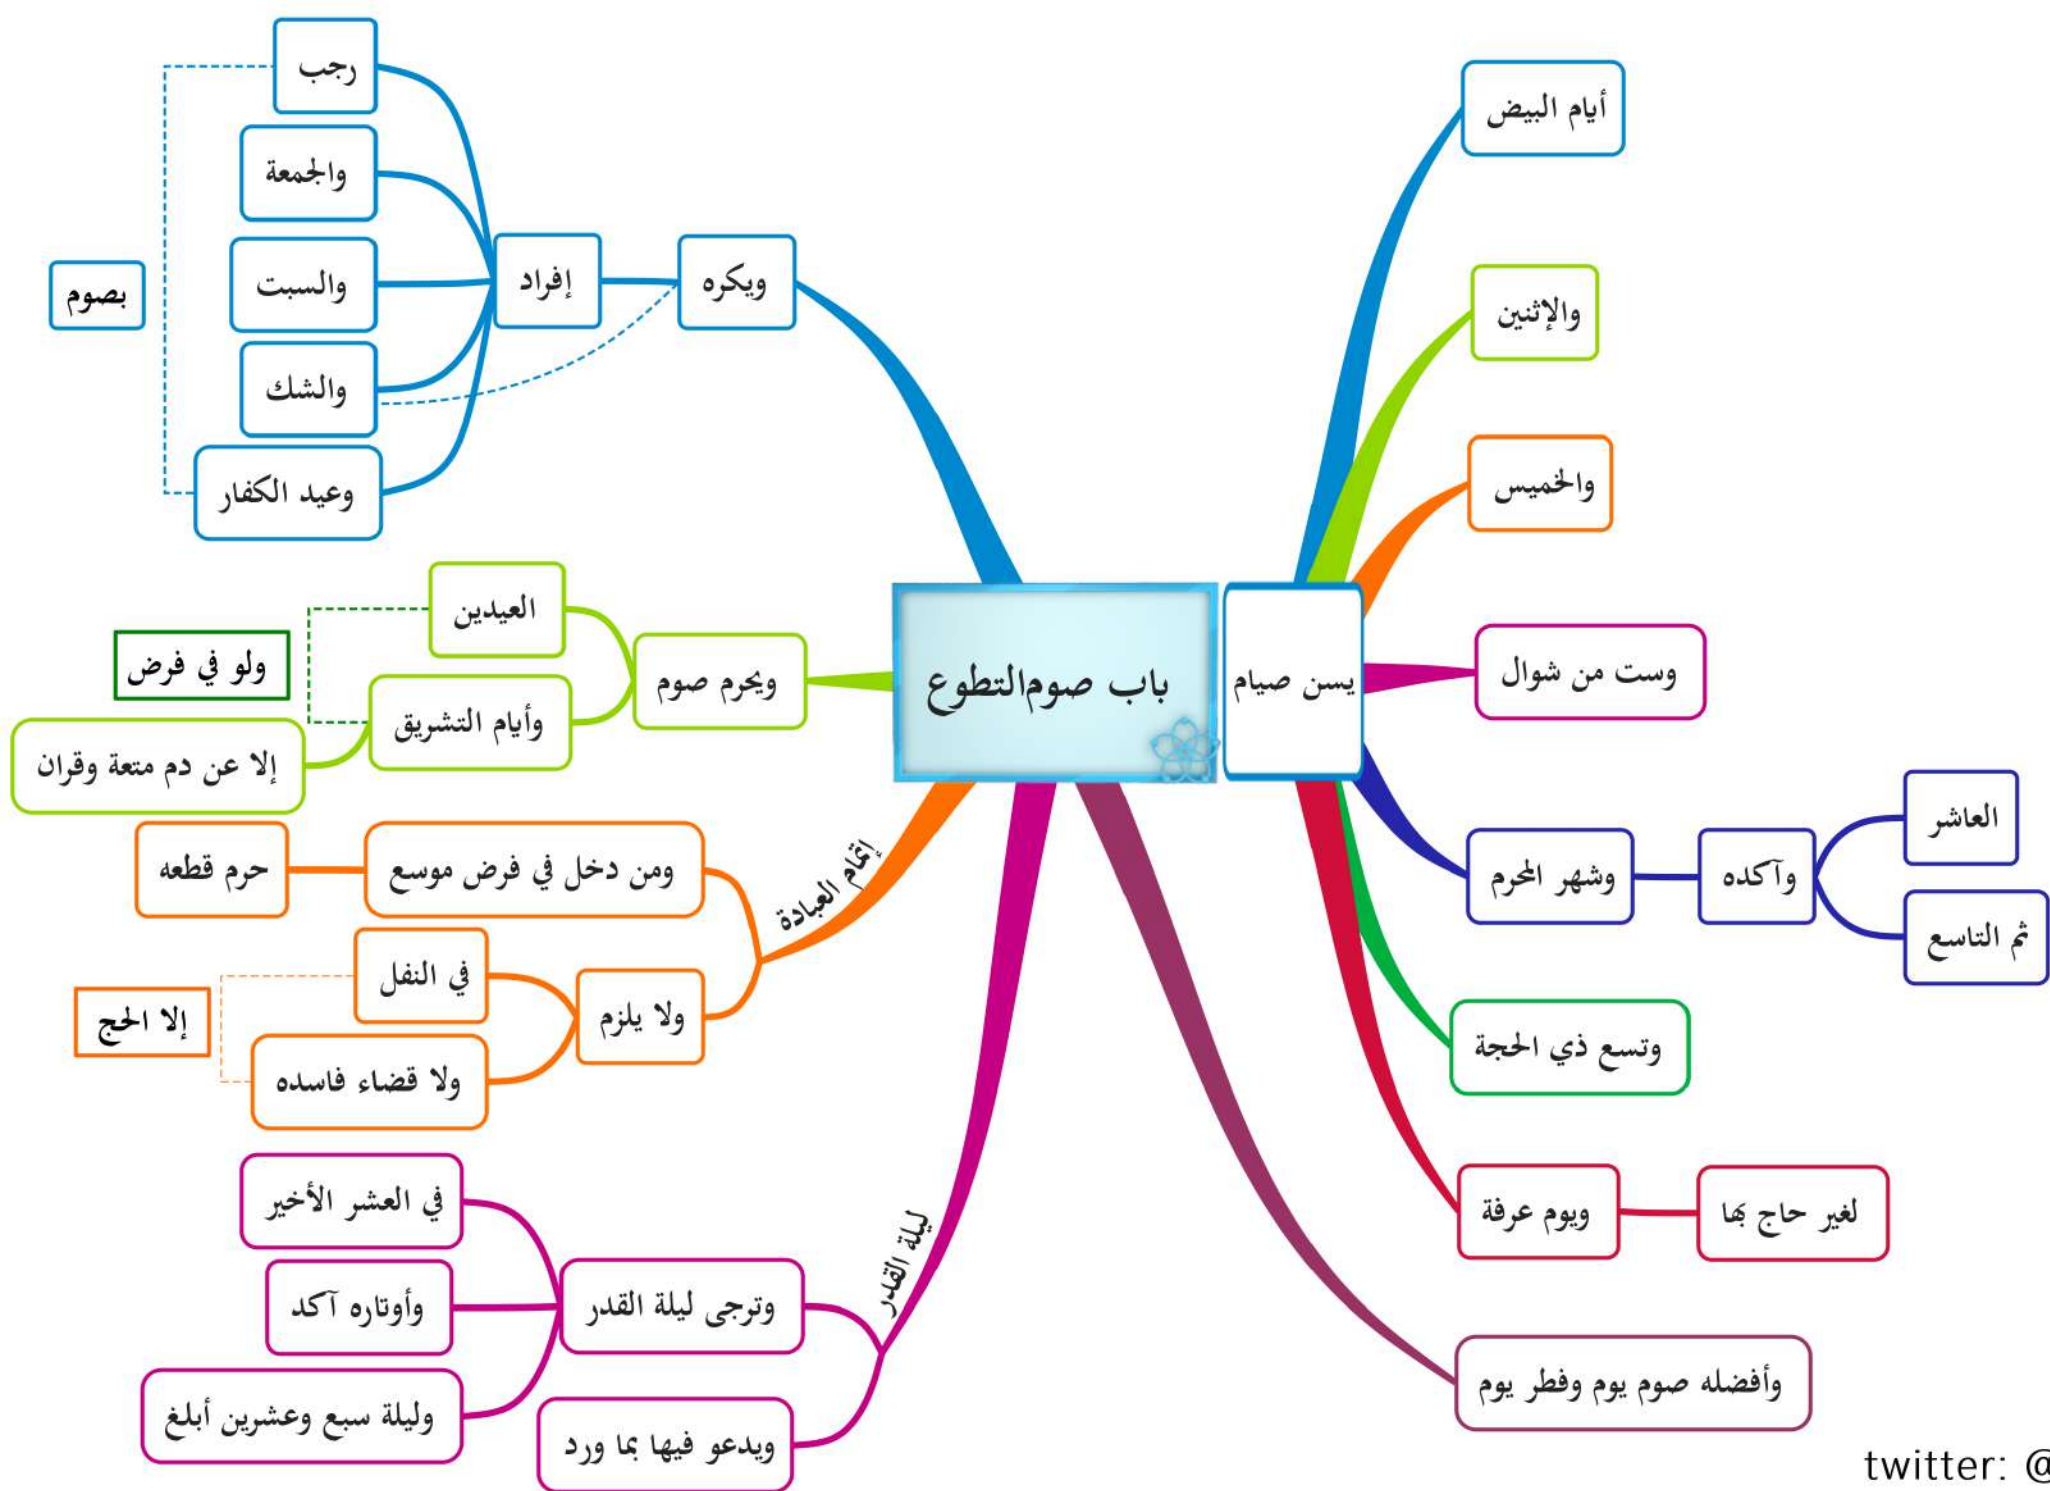 باب صوم التطوع
يسن صيام
أيام البيض
والإثنين
والخميس
وست من شوال
وشهر المحرم
وآكده
العاشر
ثم التاسع
وتسع ذي الحجة
ويوم عرفة
لغير حاج بها
وأفضله صوم يوم وفطر يوم
ويكره
إفراد
رجب
والجمعة
والسبت
والشك
وعيد الكفار
بصوم
ويحرم صوم
العيدين
وأيام التشريق
ولو في فرض
إلا عن دم متعة وقران
إتمام العبادة
ومن دخل في فرض موسع
حرم قطعه
ولا يلزم
في النفل
ولا قضاء فاسده
إلا الحج
ليلة القدر
وترجى ليلة القدر
في العشر الأخير
وأوتاره آكد
وليلة سبع وعشرين أبلغ
ويدعو فيها بما ورد
twitter: @